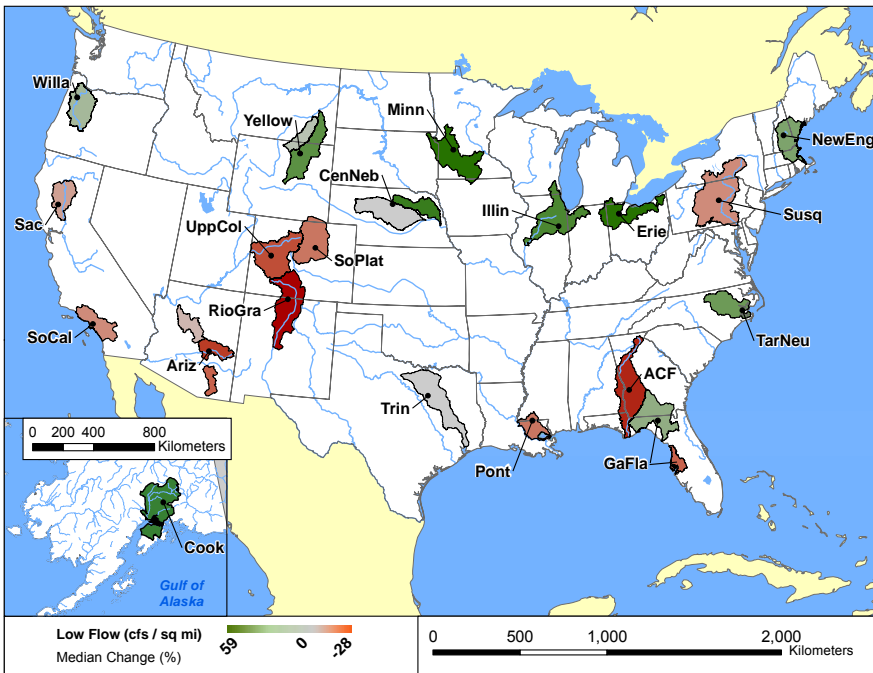 Willa
Yellow
Minn
NewEng
CenNeb
Illin
Sac
UppCol
Susq
Erie
SoPlat
RioGra
SoCal
TarNeu
Ariz
ACF
Trin
Pont
GaFla
0 200 400 800
Kilometers
Cook
Gulf of
Alaska
Low Flow (cfs / sq mi)
Median Change (%)
59 0 -28
0 500 1,000 2,000
Kilometers